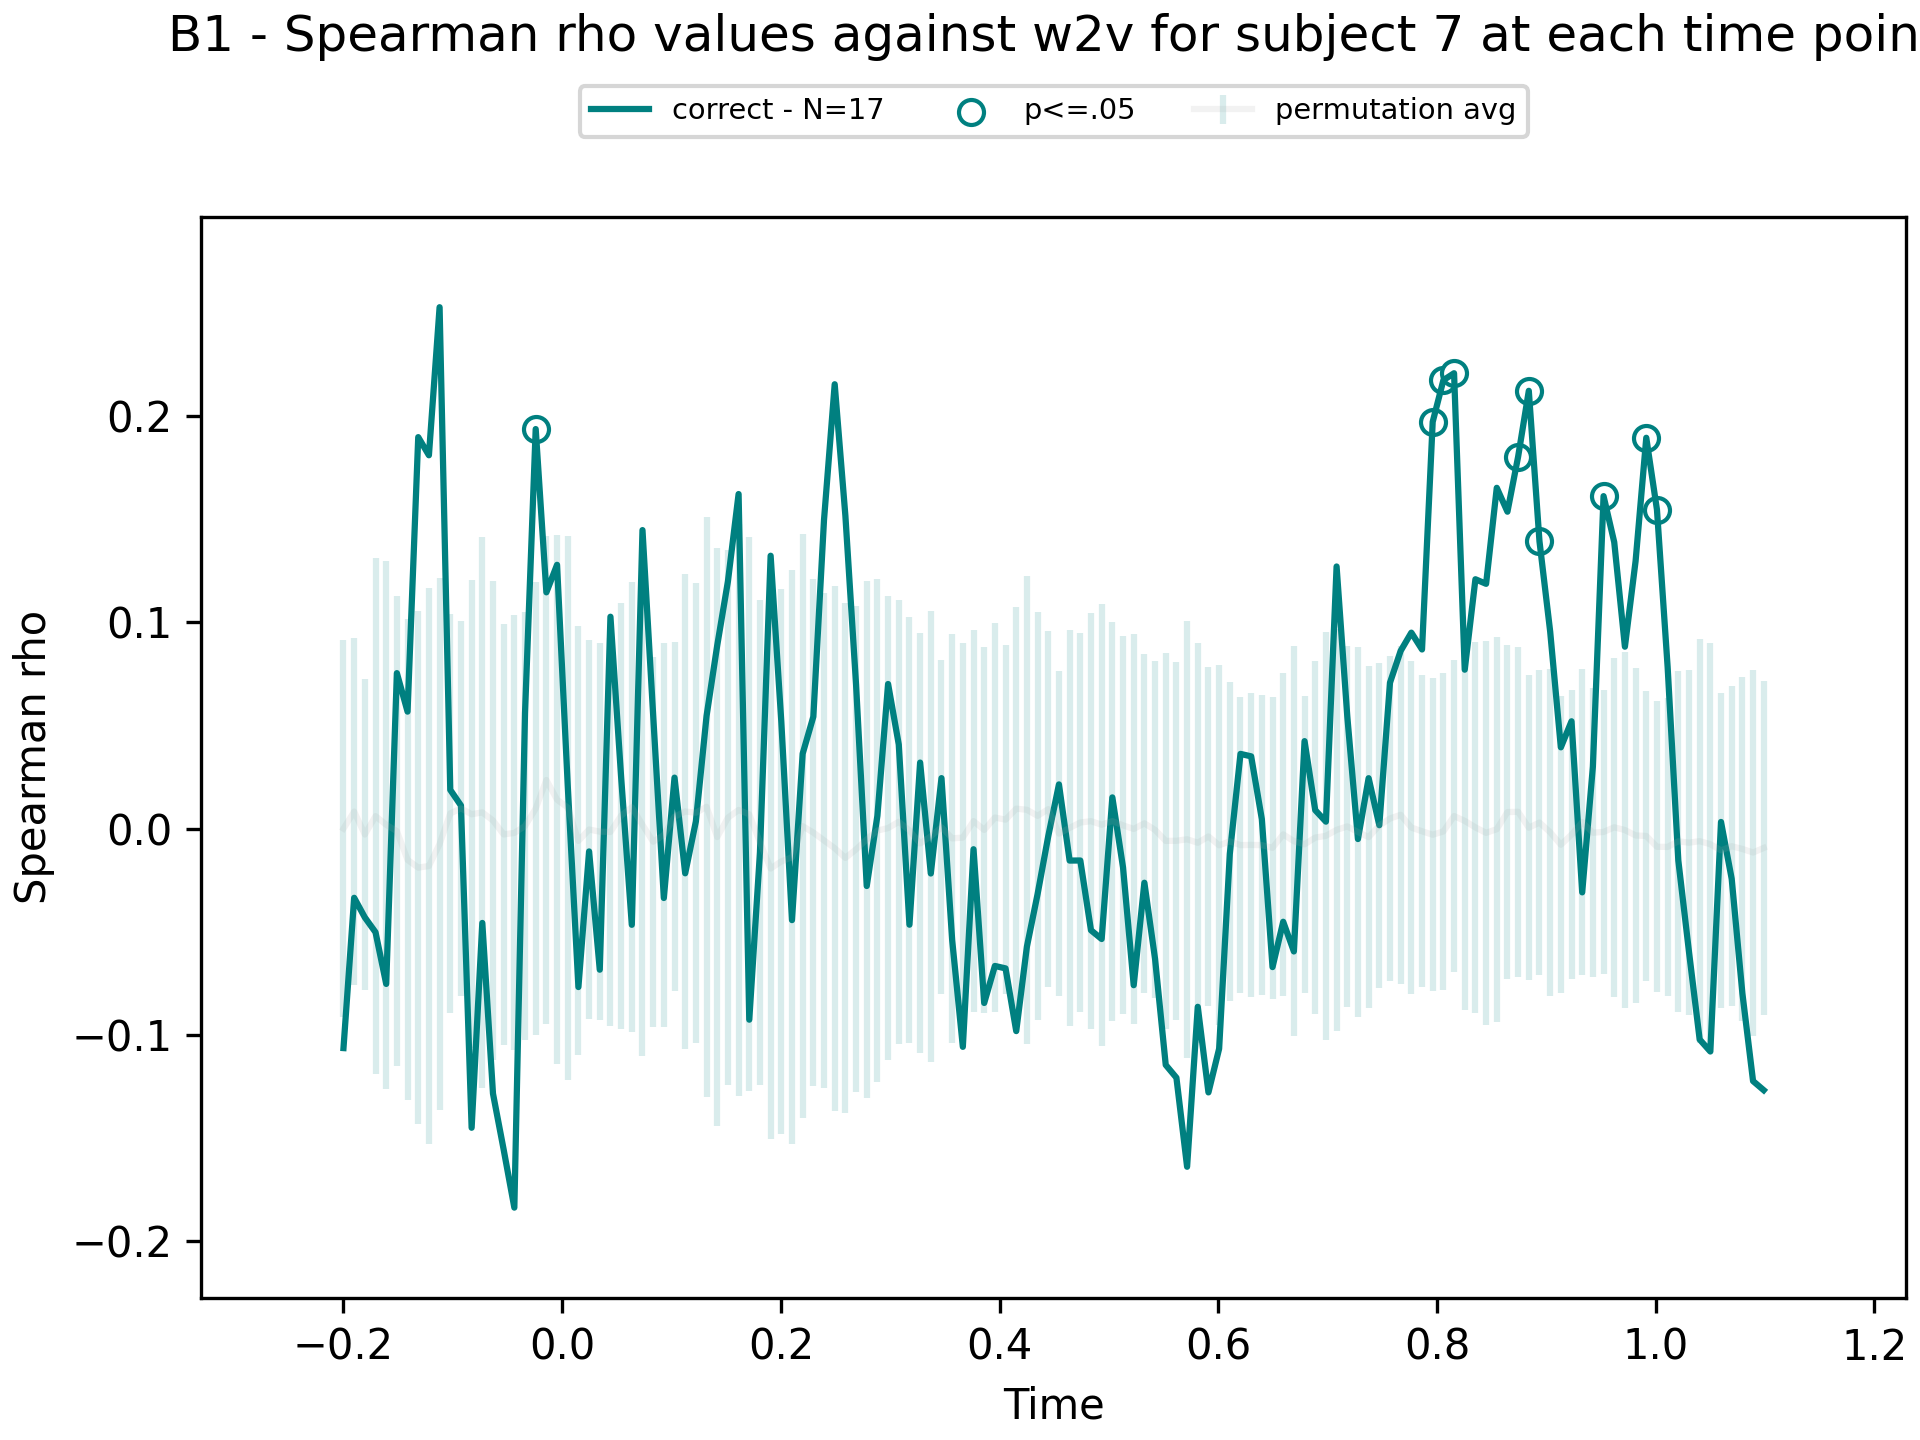 B1 - Spearman rho values against w2v for subject 7 at each time poin
correct - N=17 p<=.05 permutation avg
Spearman rho
0.2
0.1
0.0
−0.1
−0.2
−0.2 0.0 0.2 0.4 0.6 0.8 1.0 1.2
Time